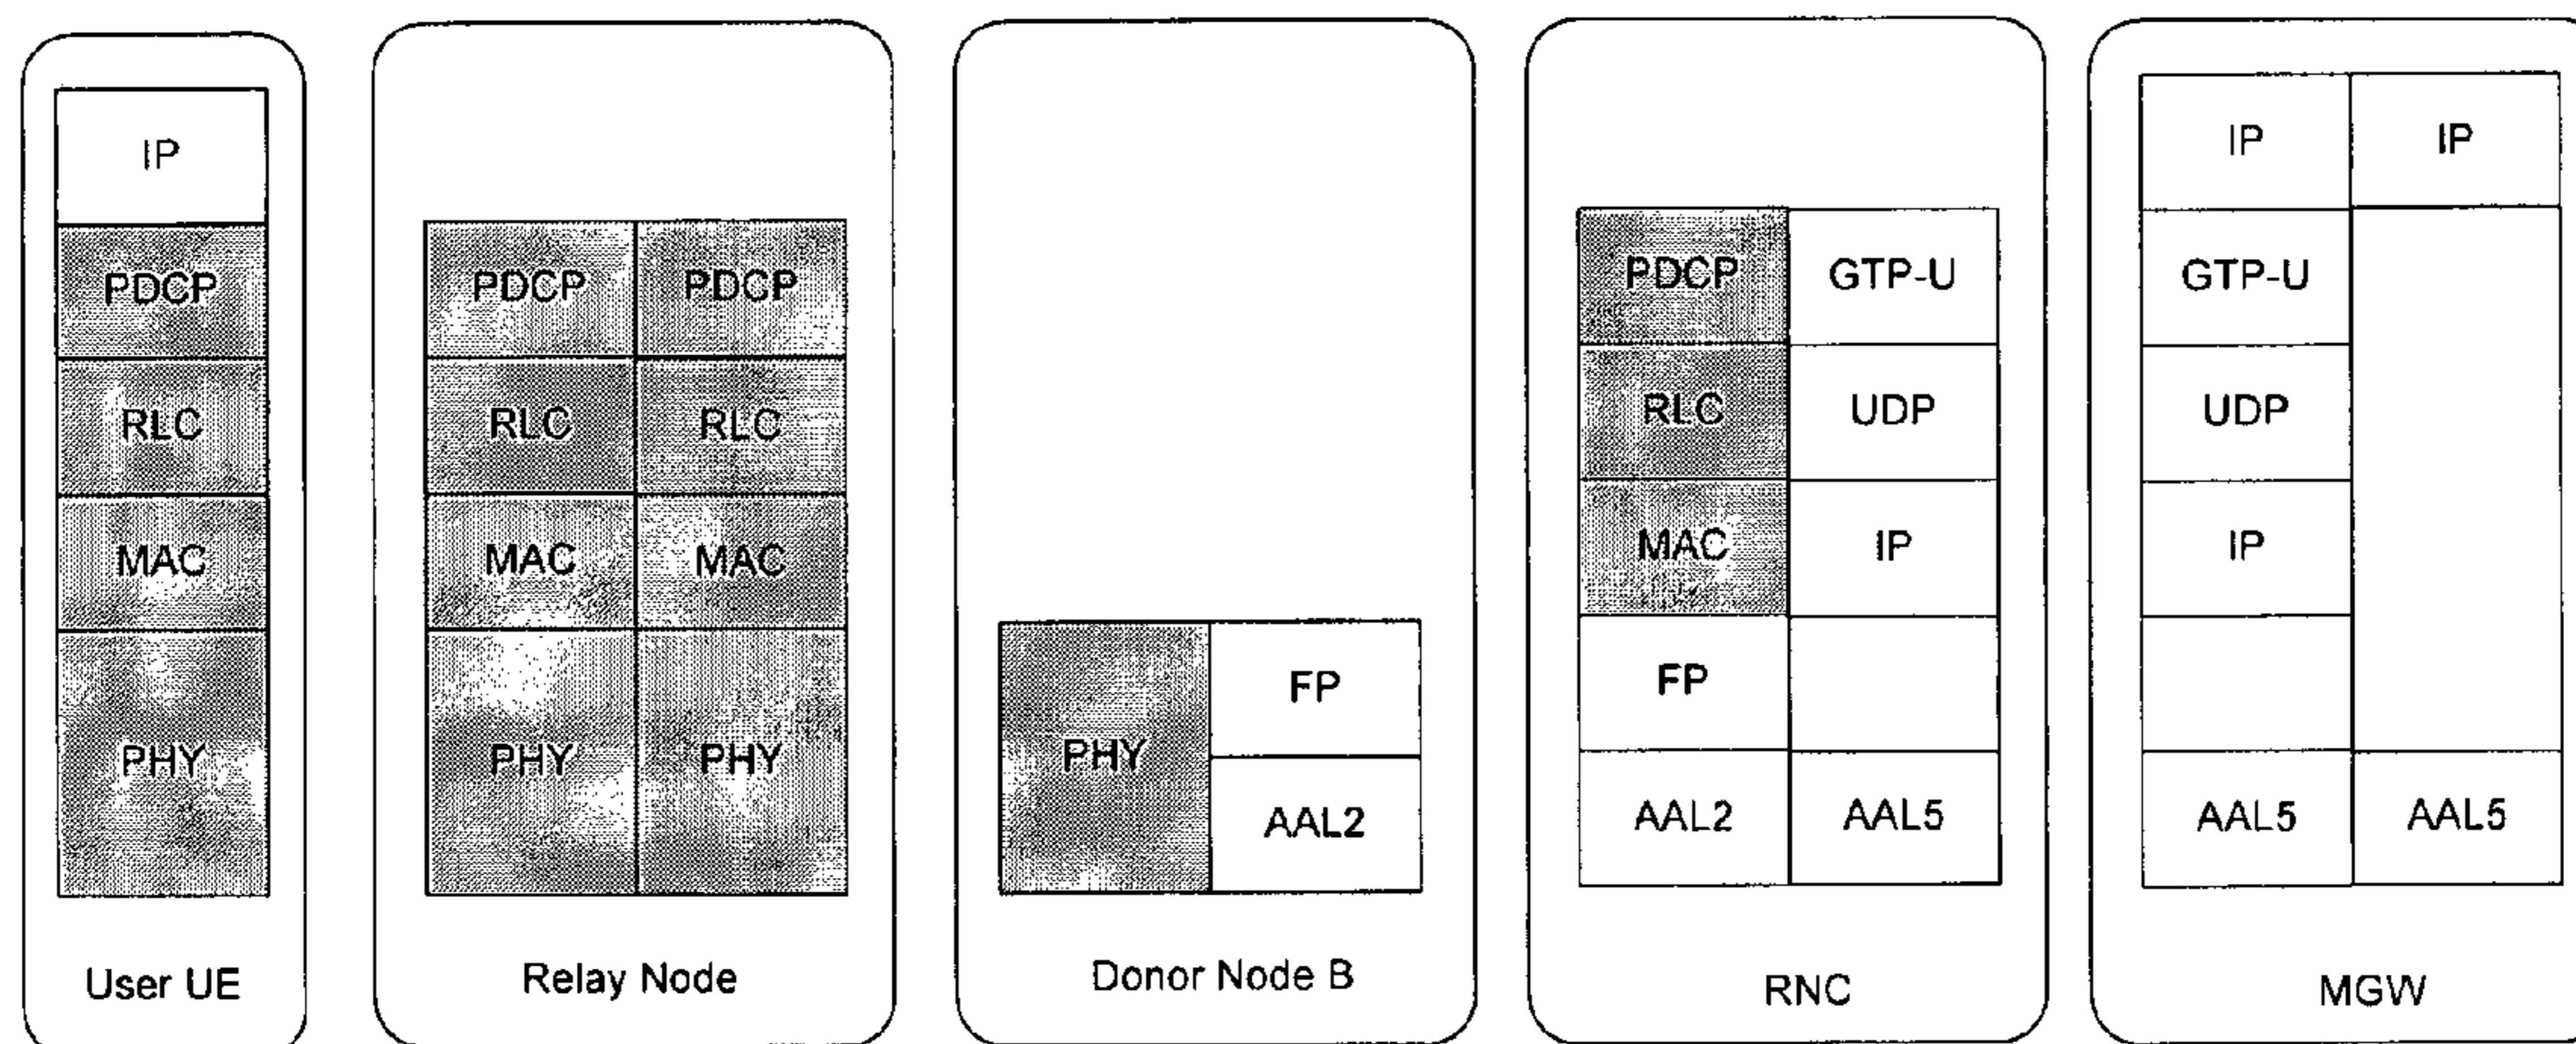 IP
PDCP
RLC
MAC
PHY
User UE
PDCP PDCP
RLC RLC
MAC MAC
PHY PHY
Relay Node
PHY
FP
AAL2
Donor Node B
PDCP GTP-U
RLC UDP
MAC IP
FP
AAL2 AAL5
RNC
IP IP
GTP-U
UDP
IP
AAL5 AAL5
MGW